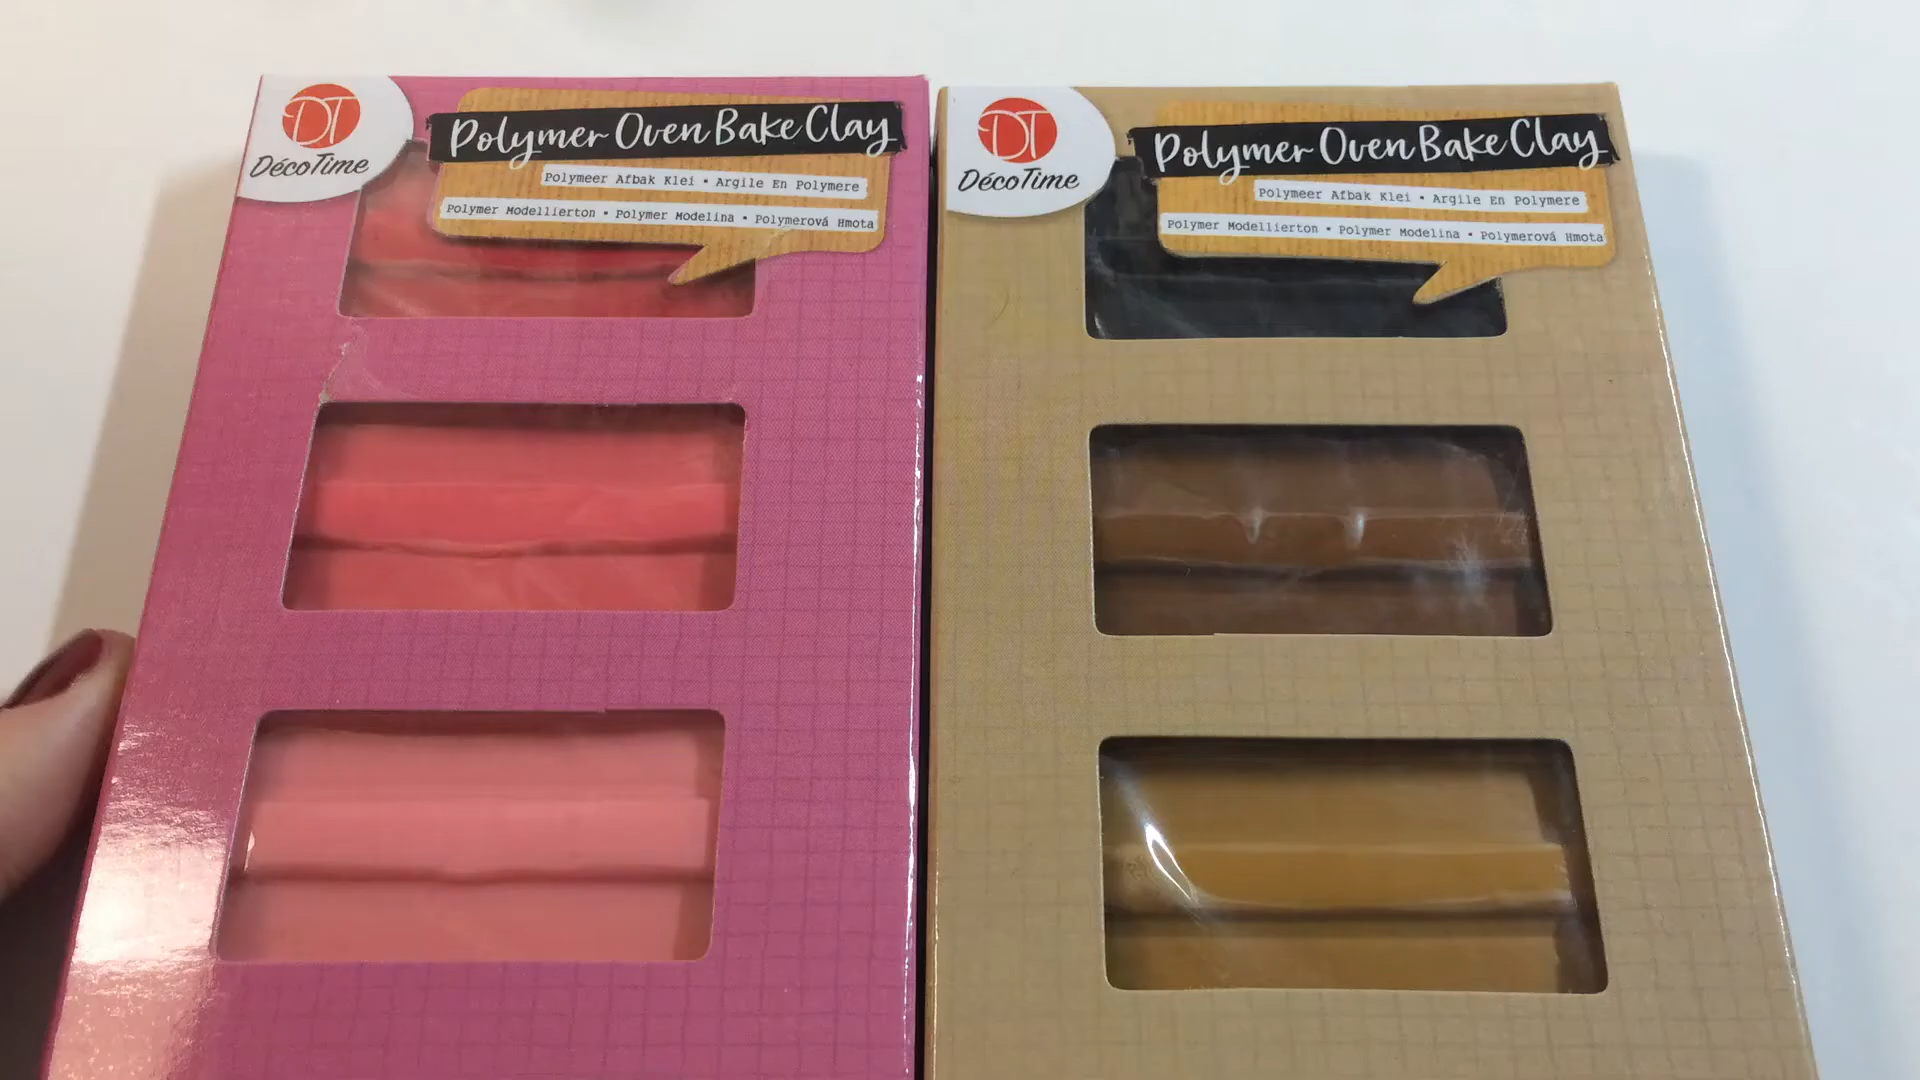 DT
DécoTime
Polymer Oven Bake Clay
Polymeer Afbak Klei • Argile En Polymere
Polymer Modellierton • Polymer Modelina • Polymerová Hmota
DT
DécoTime
Polymer Oven Bake Clay
Polymeer Afbak Klei • Argile En Polymere
Polymer Modellierton • Polymer Modelina • Polymerová Hmota